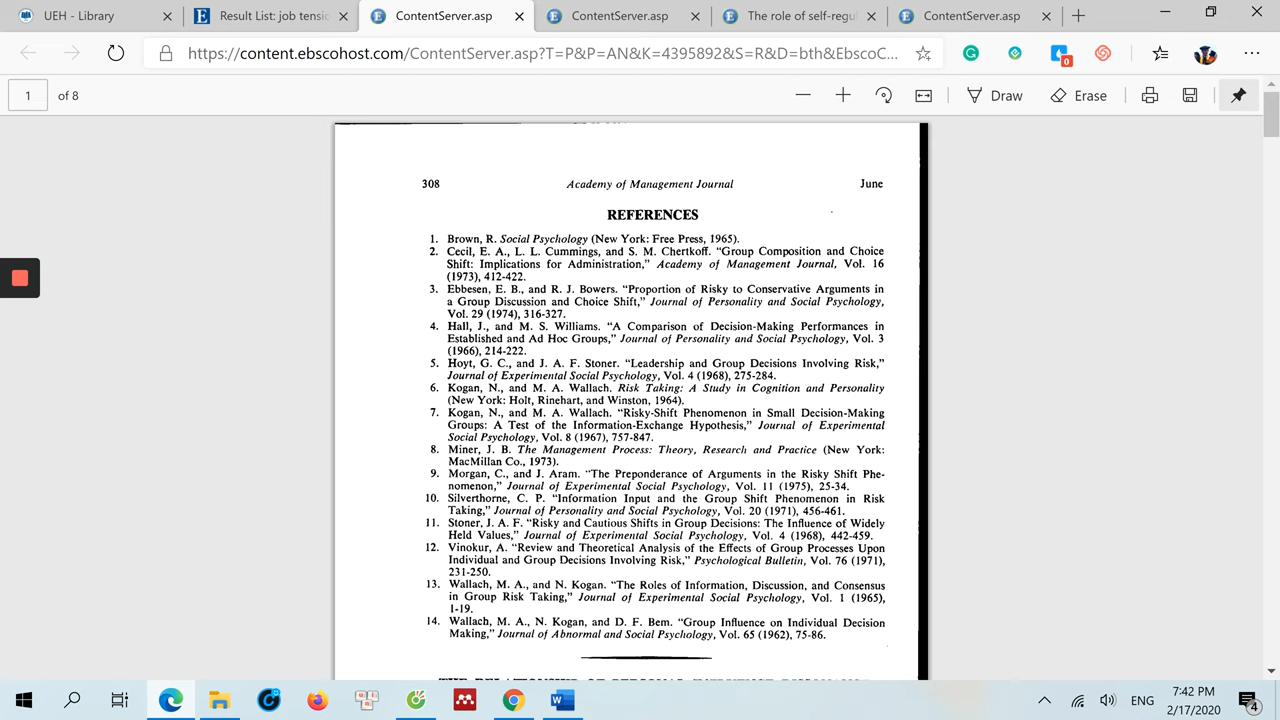 UEH - Library
Result List: job tensi
ContentServer.asp
ContentServer.asp
The role of self-regul
ContentServer.asp
https://content.ebscohost.com/ContentServer.asp?T=P&P=AN&K=4395892&S=R&D=bth&EbscoC...
0
1 of 8
Draw
Erase
308 Academy of Management Journal June
REFERENCES
1. Brown, R. Social Psychology (New York: Free Press, 1965).
2. Cecil, E. A., L. L. Cummings, and S. M. Chertkoff. “Group Composition and Choice
Shift: Implications for Administration,” Academy of Management Journal, Vol. 16
(1973), 412-422.
3. Ebbesen, E. B., and R. J. Bowers. “Proportion of Risky to Conservative Arguments in
a Group Discussion and Choice Shift,” Journal of Personality and Social Psychology,
Vol. 29 (1974), 316-327.
4. Hall, J., and M. S. Williams. “A Comparison of Decision-Making Performances in
Established and Ad Hoc Groups,” Journal of Personality and Social Psychology, Vol. 3
(1966), 214-222.
5. Hoyt, G. C., and J. A. F. Stoner. “Leadership and Group Decisions Involving Risk,”
Journal of Experimental Social Psychology, Vol. 4 (1968), 275-284.
6. Kogan, N., and M. A. Wallach. Risk Taking: A Study in Cognition and Personality
(New York: Holt, Rinehart, and Winston, 1964).
7. Kogan, N., and M. A. Wallach. “Risky-Shift Phenomenon in Small Decision-Making
Groups: A Test of the Information-Exchange Hypothesis,” Journal of Experimental
Social Psychology, Vol. 8 (1967), 757-847.
8. Miner, J. B. The Management Process: Theory, Research and Practice (New York:
MacMillan Co., 1973).
9. Morgan, C., and J. Aram. “The Preponderance of Arguments in the Risky Shift Phe-
nomenon,” Journal of Experimental Social Psychology, Vol. 11 (1975), 25-34.
10. Silverthorne, C. P. “Information Input and the Group Shift Phenomenon in Risk
Taking,” Journal of Personality and Social Psychology, Vol. 20 (1971), 456-461.
11. Stoner, J. A. F. “Risky and Cautious Shifts in Group Decisions: The Influence of Widely
Held Values,” Journal of Experimental Social Psychology, Vol. 4 (1968), 442-459.
12. Vinokur, A. “Review and Theoretical Analysis of the Effects of Group Processes Upon
Individual and Group Decisions Involving Risk,” Psychological Bulletin, Vol. 76 (1971),
231-250.
13. Wallach, M. A., and N. Kogan. “The Roles of Information, Discussion, and Consensus
in Group Risk Taking,” Journal of Experimental Social Psychology, Vol. 1 (1965),
1-19.
14. Wallach, M. A., N. Kogan, and D. F. Bem. “Group Influence on Individual Decision
Making,” Journal of Abnormal and Social Psychology, Vol. 65 (1962), 75-86.
ENG
7:42 PM
2/17/2020
4